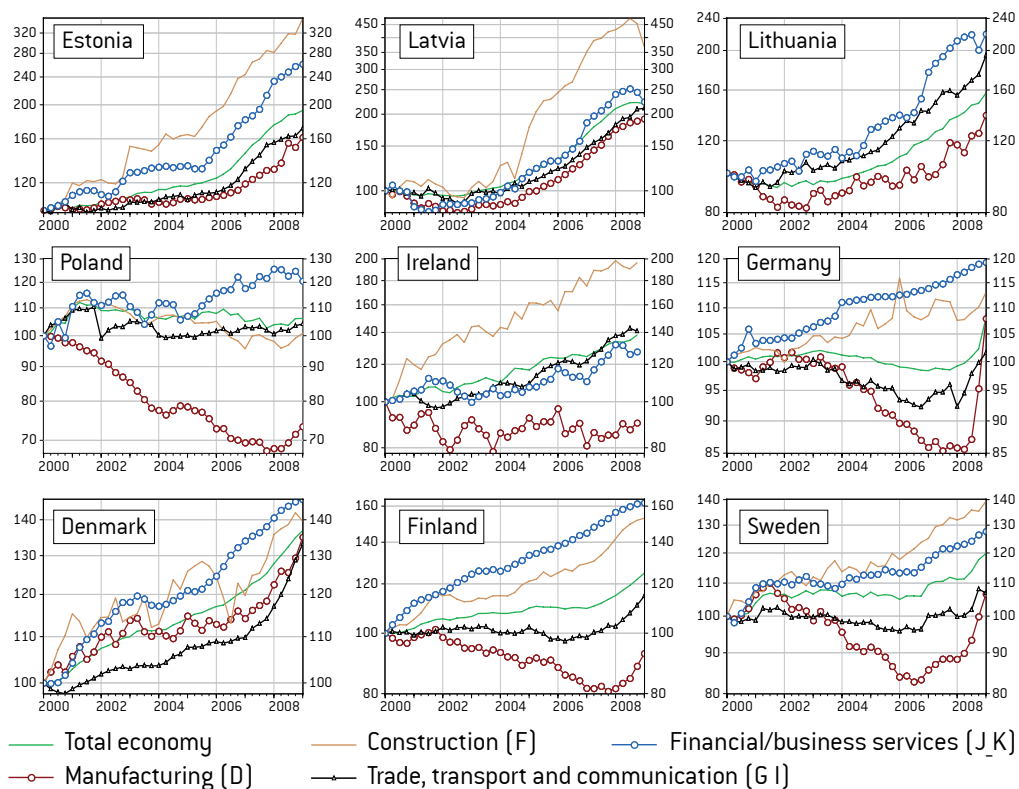 Estonia
320 320
280 280
240 240
200 200
160 160
120 120
2000 2002 2004 2006 2008
Latvia
450 450
350 350
300 300
250 250
200 200
150 150
100 100
2000 2002 2004 2006 2008
Lithuania
240 240
200 200
160 160
120 120
80 80
2000 2002 2004 2006 2008
Poland
130 130
120 120
110 110
100 100
90 90
80 80
70 70
2000 2002 2004 2006 2008
Ireland
200 200
180 180
160 160
140 140
120 120
100 100
80 80
2000 2002 2004 2006 2008
Germany
120 120
115 115
110 110
105 105
100 100
95 95
90 90
85 85
2000 2002 2004 2006 2008
Denmark
140 140
130 130
120 120
110 110
100 100
2000 2002 2004 2006 2008
Finland
160 160
140 140
120 120
100 100
80 80
2000 2002 2004 2006 2008
Sweden
140 140
130 130
120 120
110 110
100 100
90 90
80 80
2000 2002 2004 2006 2008
Total economy Construction (F) Financial/business services (J_K)
Manufacturing (D) Trade, transport and communication (G I)